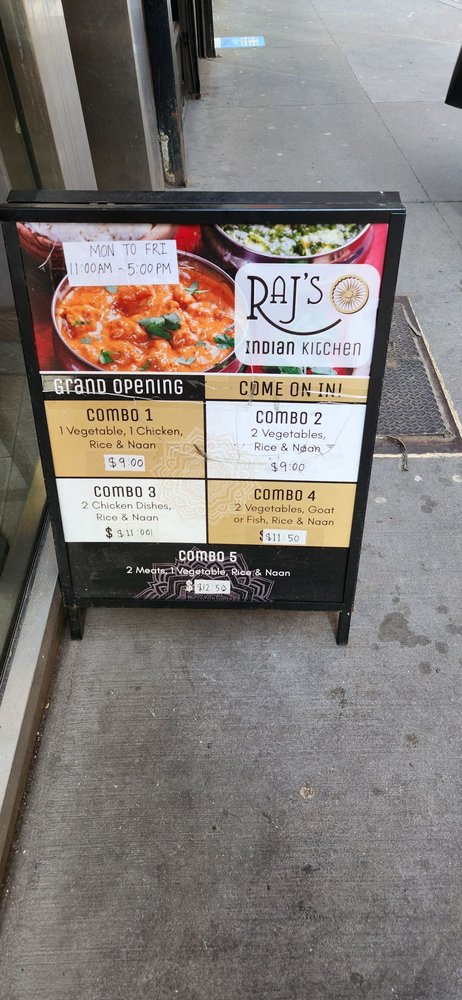 MON TO FRI
11:00AM - 5:00PM
RAJ'S
INDIAN KITCHEN
GRAND OPENING
COME ON IN!
COMBO 1
1 Vegetable, 1 Chicken,
Rice & Naan
$9.00
COMBO 2
2 Vegetables,
Rice & Naan
$9.00
COMBO 3
2 Chicken Dishes,
Rice & Naan
$ $11:00
COMBO 4
2 Vegetables, Goat
or Fish, Rice & Naan
$ $11:50
COMBO 5
2 Meats, 1 Vegetable, Rice & Naan
$ $12:50